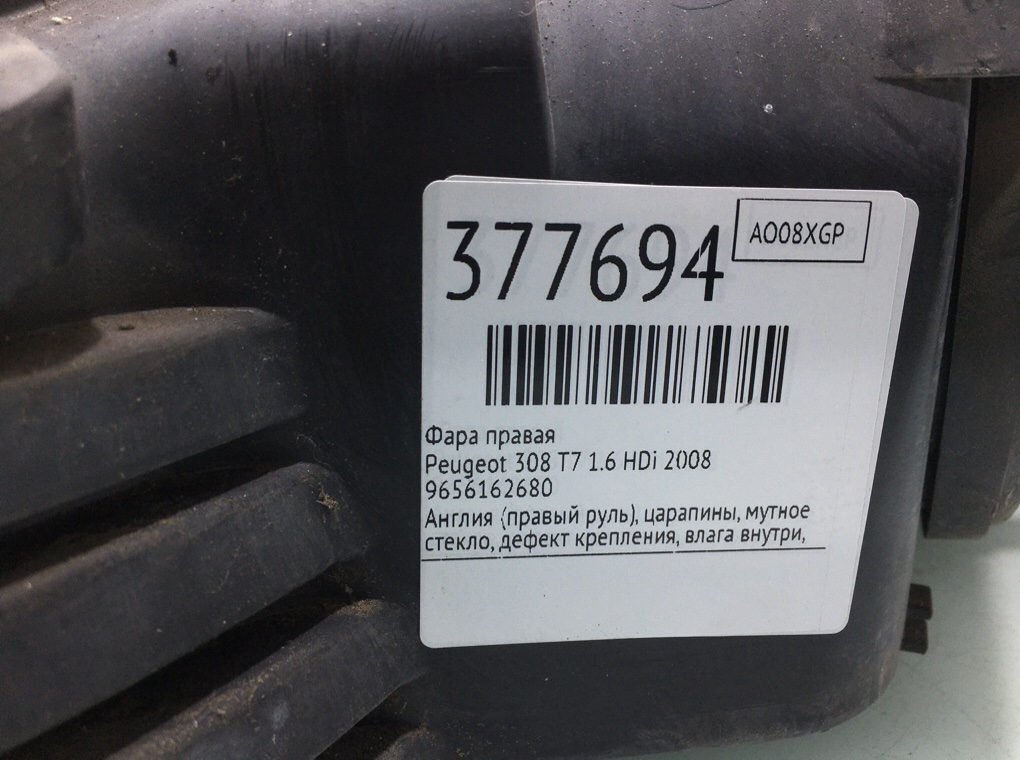 377694
AO08XGP
Фара правая
Peugeot 308 T7 1.6 HDi 2008
9656162680
Англия (правый руль), царапины, мутное
стекло, дефект крепления, влага внутри,